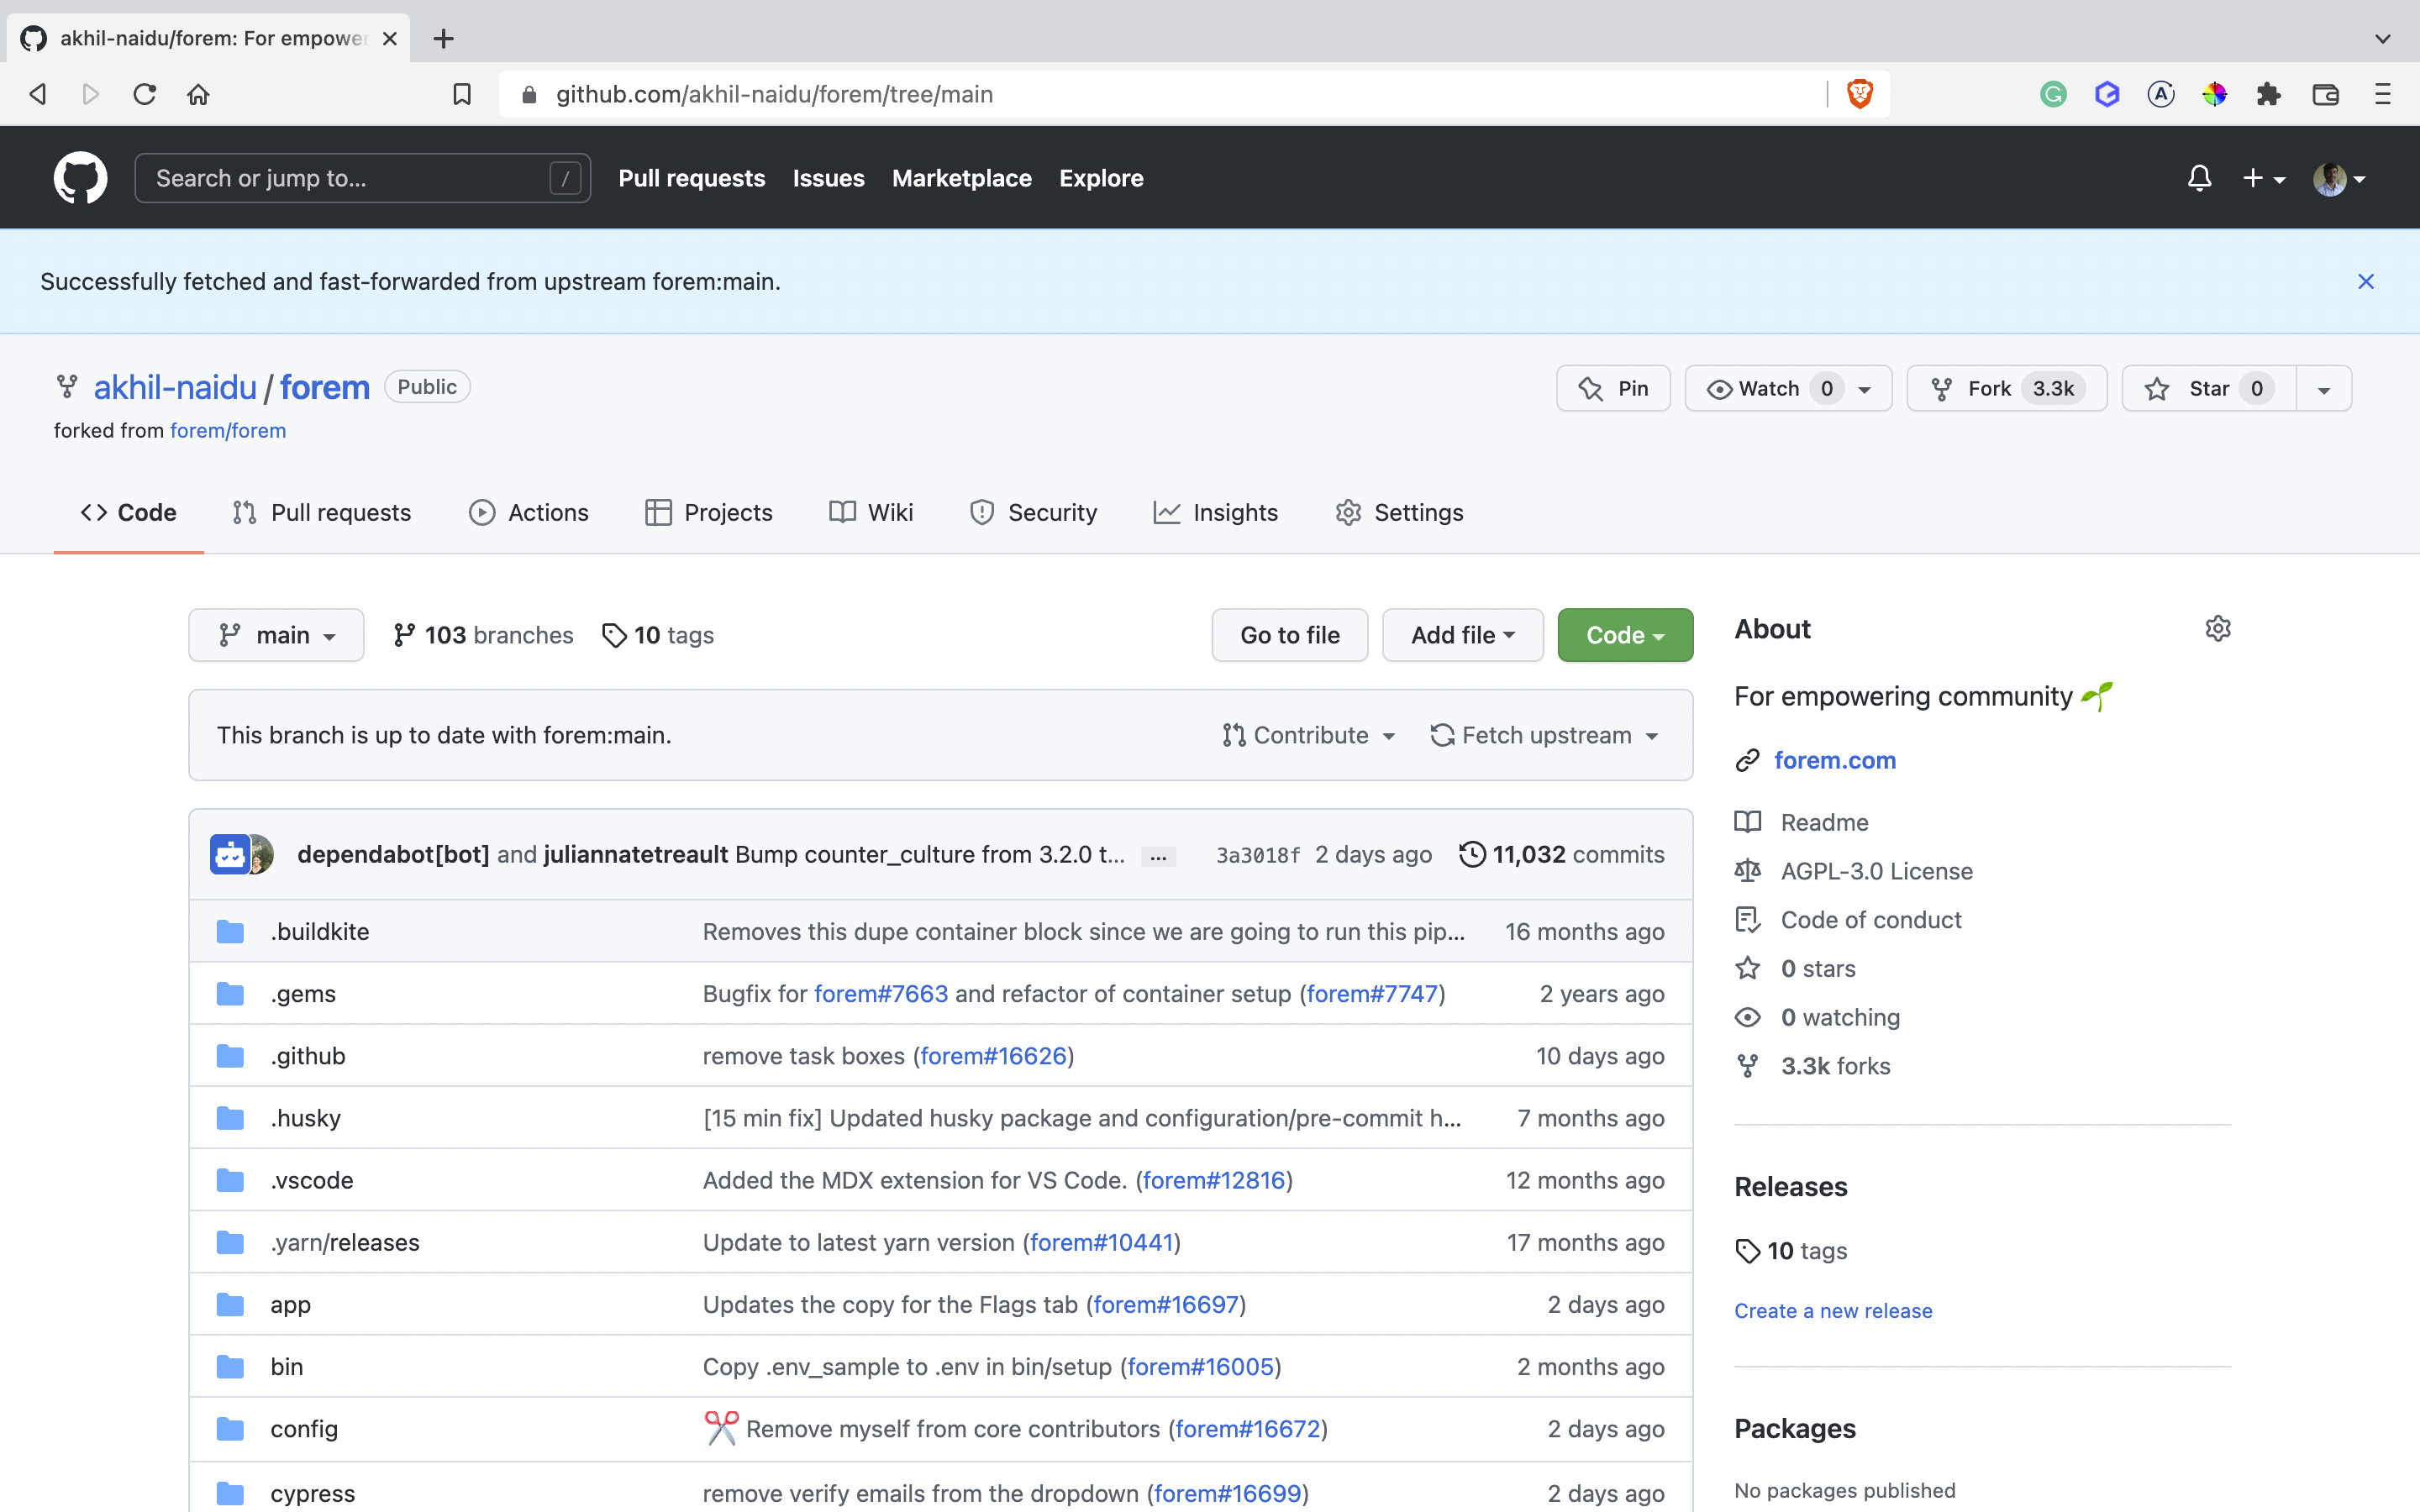 akhil-naidu/forem: For empower
github.com/akhil-naidu/forem/tree/main
Search or jump to... /
Pull requests Issues Marketplace Explore
Successfully fetched and fast-forwarded from upstream forem:main.
akhil-naidu / forem Public
Pin Watch 0 Fork 3.3k Star 0
forked from forem/forem
Code Pull requests Actions Projects Wiki Security Insights Settings
main 103 branches 10 tags Go to file Add file Code
This branch is up to date with forem:main. Contribute Fetch upstream
dependabot[bot] and juliannatetreault Bump counter_culture from 3.2.0 t... ... 3a3018f 2 days ago 11,032 commits
.buildkite Removes this dupe container block since we are going to run this pip... 16 months ago
.gems Bugfix for forem#7663 and refactor of container setup (forem#7747) 2 years ago
.github remove task boxes (forem#16626) 10 days ago
.husky [15 min fix] Updated husky package and configuration/pre-commit h... 7 months ago
.vscode Added the MDX extension for VS Code. (forem#12816) 12 months ago
.yarn/releases Update to latest yarn version (forem#10441) 17 months ago
app Updates the copy for the Flags tab (forem#16697) 2 days ago
bin Copy .env_sample to .env in bin/setup (forem#16005) 2 months ago
config ✂️ Remove myself from core contributors (forem#16672) 2 days ago
cypress remove verify emails from the dropdown (forem#16699) 2 days ago
About
For empowering community 🌱
forem.com
Readme
AGPL-3.0 License
Code of conduct
0 stars
0 watching
3.3k forks
Releases
10 tags
Create a new release
Packages
No packages published